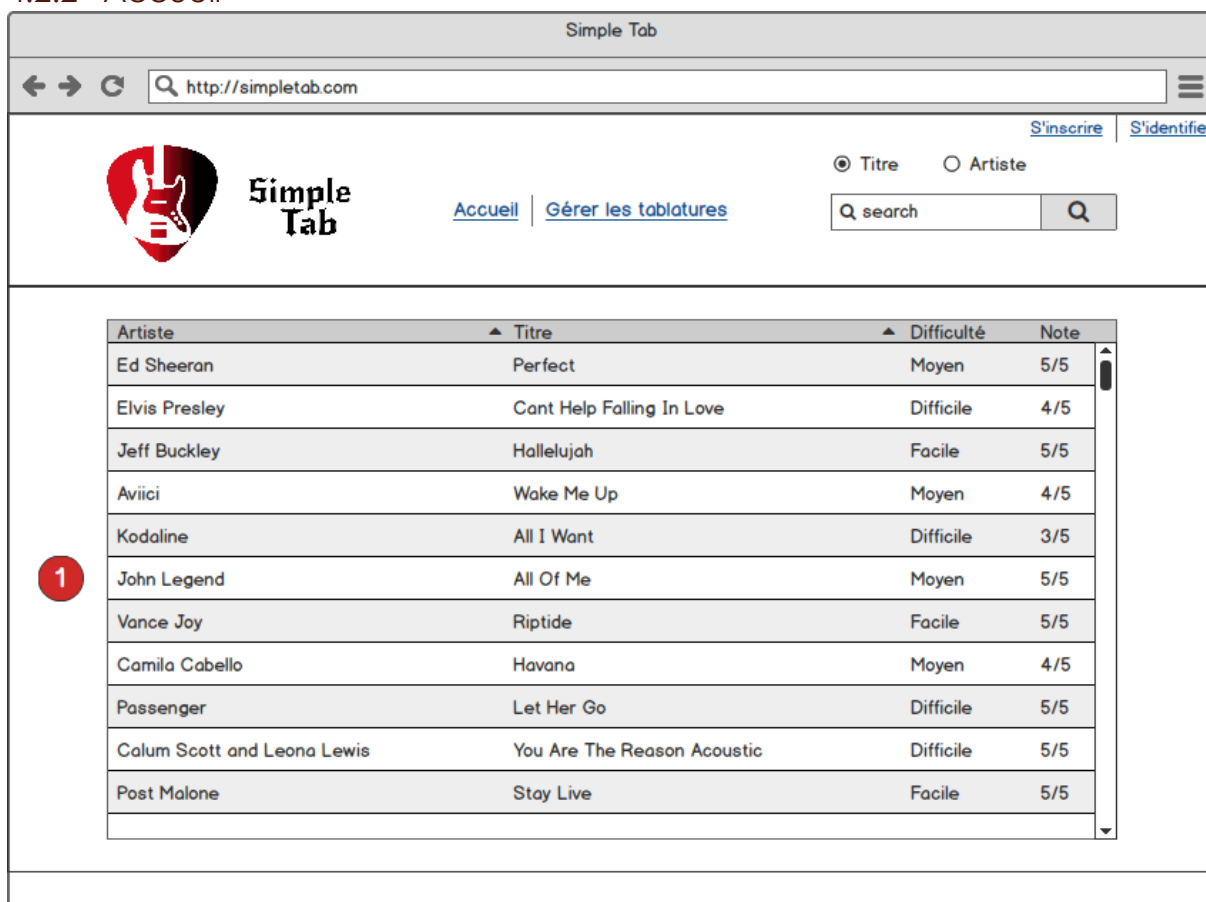 4.2.2 Accueil
Simple Tab
http://simpletab.com
S'inscrire S'identifie
Titre Artiste
Simple
Tab
Accueil Gérer les tablatures
search
Artiste Titre Difficulté Note
Ed Sheeran Perfect Moyen 5/5
Elvis Presley Cant Help Falling In Love Difficile 4/5
Jeff Buckley Hallelujah Facile 5/5
Aviici Wake Me Up Moyen 4/5
Kodaline All I Want Difficile 3/5
1
John Legend All Of Me Moyen 5/5
Vance Joy Riptide Facile 5/5
Camila Cabello Havana Moyen 4/5
Passenger Let Her Go Difficile 5/5
Calum Scott and Leona Lewis You Are The Reason Acoustic Difficile 5/5
Post Malone Stay Live Facile 5/5